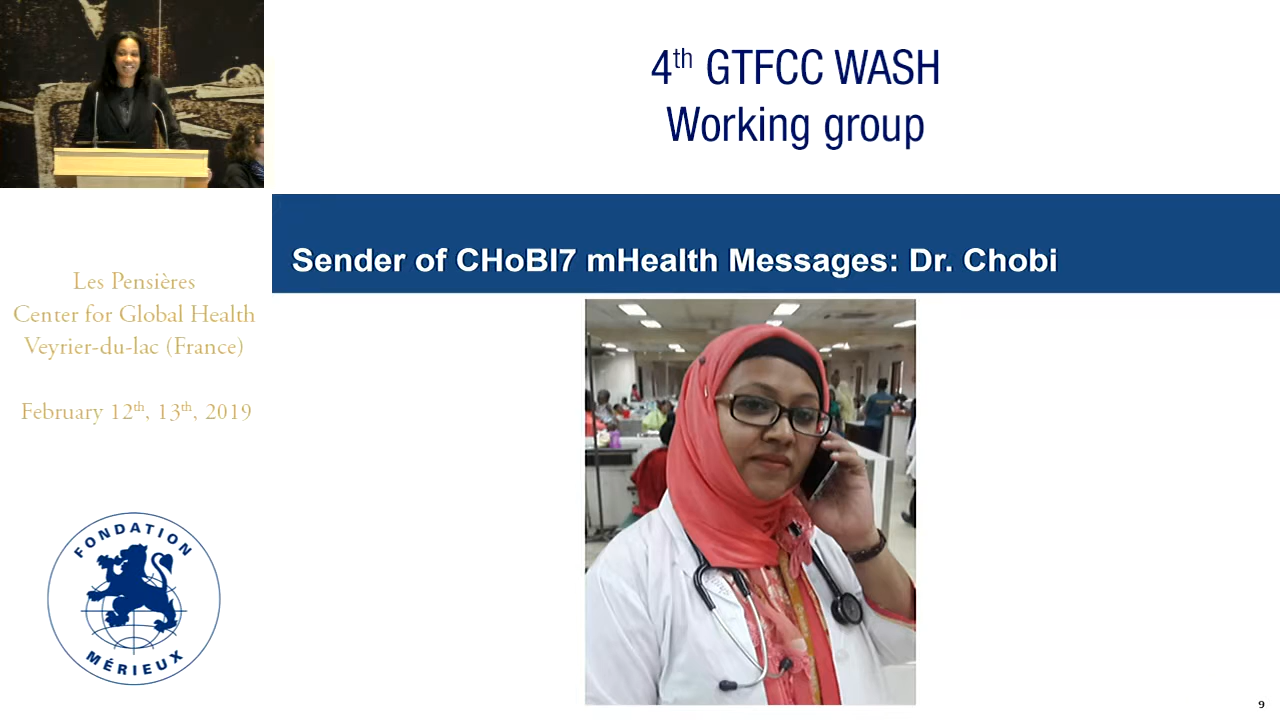 4th GTFCC WASH
Working group
Sender of CHoBI7 mHealth Messages: Dr. Chobi
Les Pensières
Center for Global Health
Veyrier-du-lac (France)
February 12th, 13th, 2019
FONDATION
MÉRIEUX
9